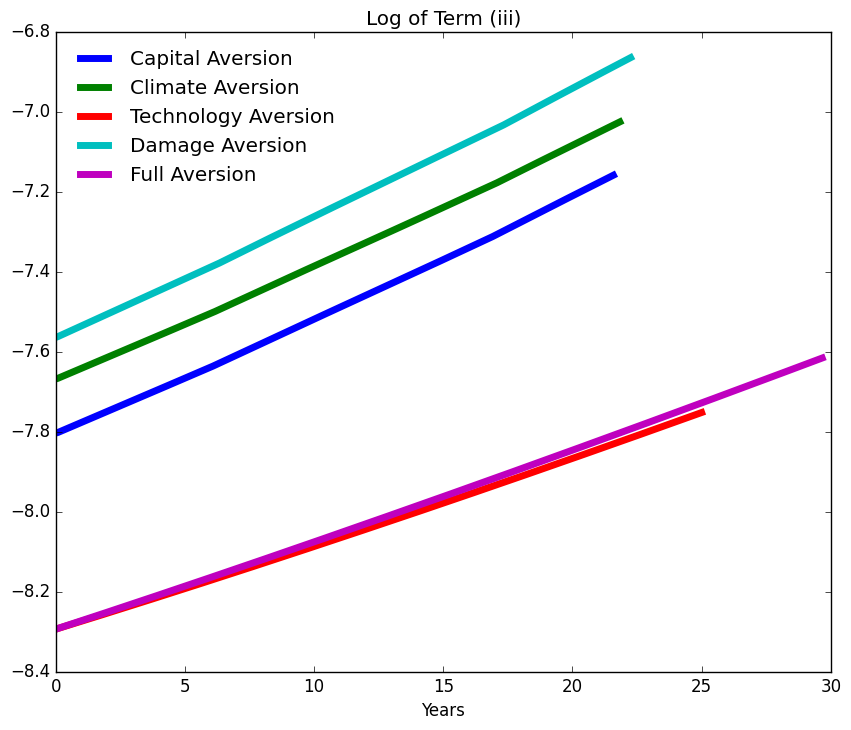 Log of Term (iii)
−6.8
−7.0
−7.2
−7.4
−7.6
−7.8
−8.0
−8.2
−8.4
Capital Aversion
Climate Aversion
Technology Aversion
Damage Aversion
Full Aversion
0 5 10 15 20 25 30
Years